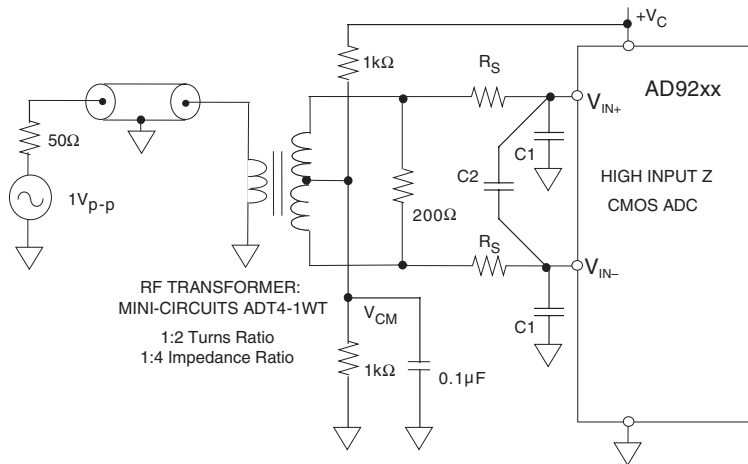 +V_C
1kΩ
R_S
AD92xx
V_IN+
50Ω
C1
C2
HIGH INPUT Z
CMOS ADC
1V_p-p
200Ω
R_S
V_IN–
RF TRANSFORMER:
MINI-CIRCUITS ADT4-1WT
V_CM
C1
1:2 Turns Ratio
1:4 Impedance Ratio
1kΩ
0.1µF